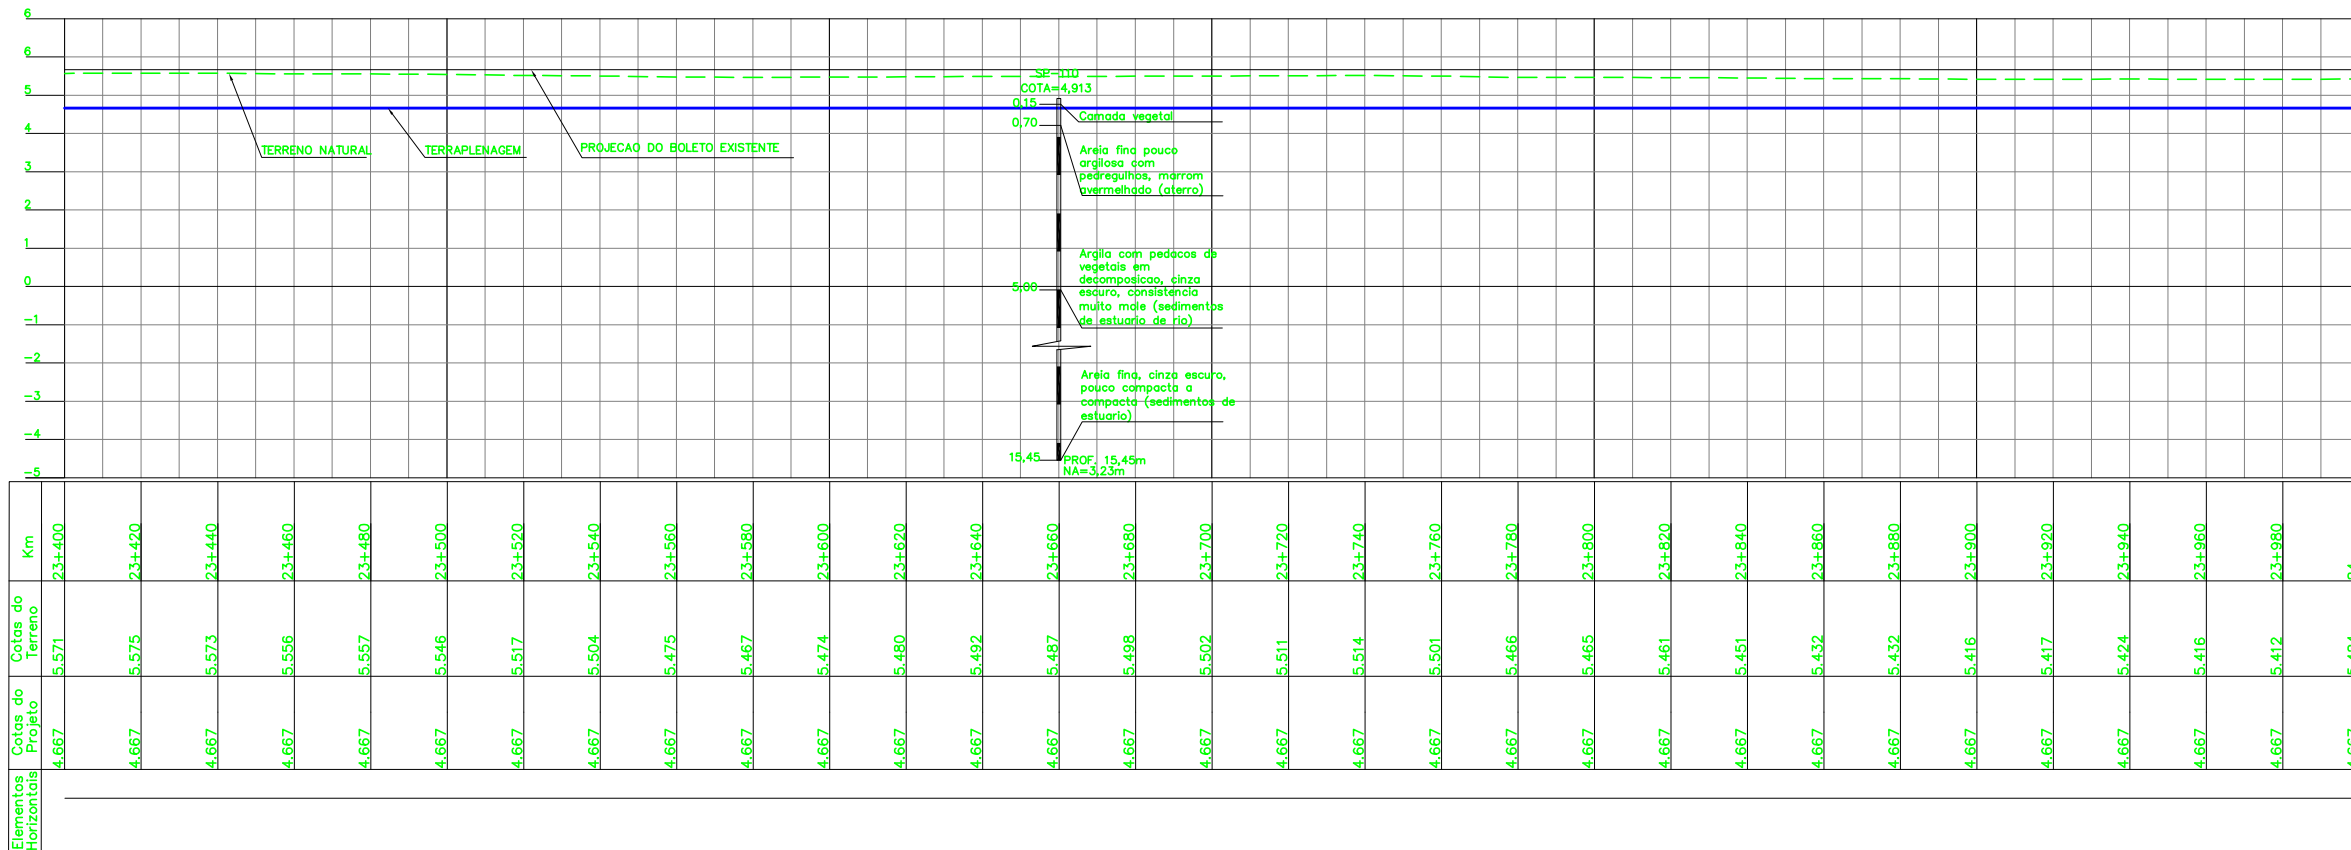 6
6
5
4
3
2
1
0
-1
-2
-3
-4
-5
TERRENO NATURAL
TERRAPLENAGEM
PROJECAO DO BOLETO EXISTENTE
COTA=4,913
0,15
0,70
5,00
15,45
Camada vegetal
Areia fina pouco
argilosa com
pedregulhos, marrom
avermelhado (aterro)
Argila com pedacos de
vegetais em
decomposicao, cinza
escuro, consistencia
muito mole (sedimentos
de estuario de rio)
Areia fina, cinza escuro,
pouco compacta a
compacta (sedimentos de
estuario)
PROF. 15,45m
NA=3,23m
Km
23+400 23+420 23+440 23+460 23+480 23+500 23+520 23+540 23+560 23+580 23+600 23+620 23+640 23+660 23+680 23+700 23+720 23+740 23+760 23+780 23+800 23+820 23+840 23+860 23+880 23+900 23+920 23+940 23+960 23+980
Cotas do
Terreno
5.571 5.575 5.573 5.556 5.557 5.546 5.517 5.504 5.475 5.467 5.474 5.480 5.492 5.487 5.498 5.502 5.511 5.514 5.501 5.466 5.465 5.461 5.451 5.432 5.432 5.416 5.417 5.424 5.416 5.412
Cotas do
Projeto
4.667 4.667 4.667 4.667 4.667 4.667 4.667 4.667 4.667 4.667 4.667 4.667 4.667 4.667 4.667 4.667 4.667 4.667 4.667 4.667 4.667 4.667 4.667 4.667 4.667 4.667 4.667 4.667 4.667 4.667
Elementos
Horizontais